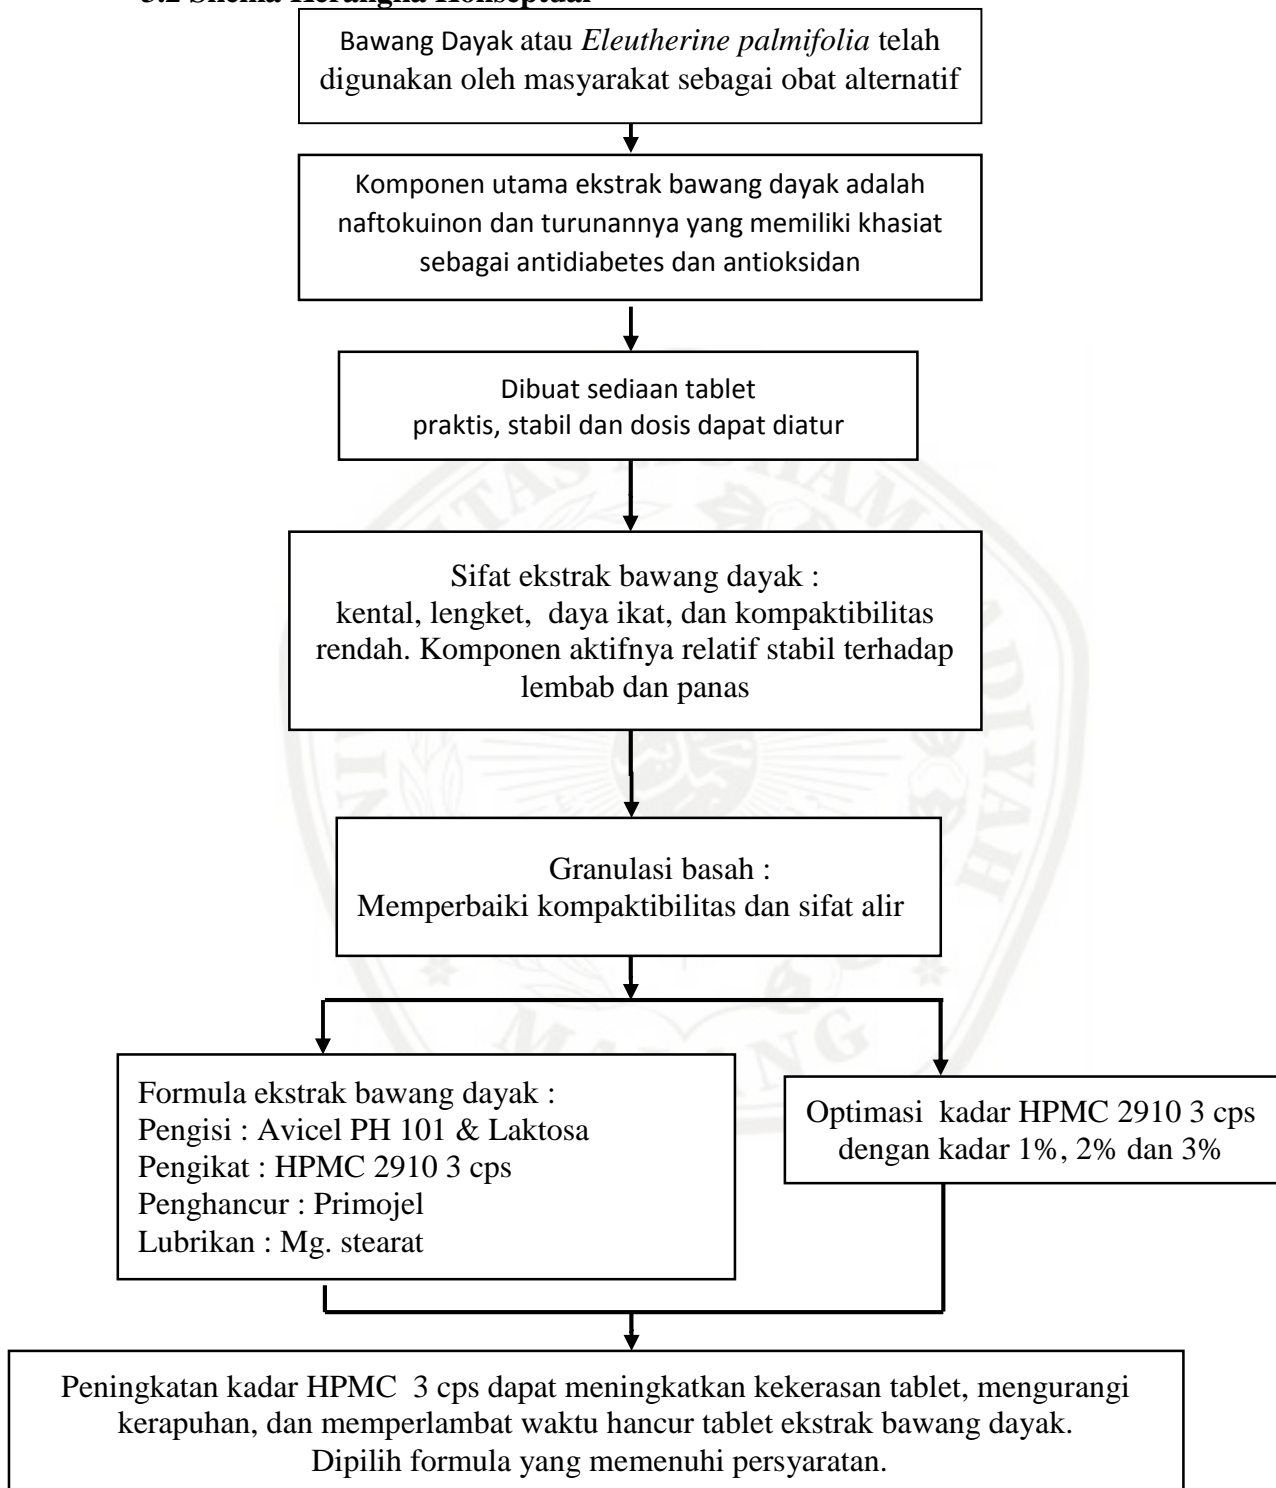 Bawang Dayak atau Eleutherine palmifolia telah
digunakan oleh masyarakat sebagai obat alternatif
Komponen utama ekstrak bawang dayak adalah
naftokuinon dan turunannya yang memiliki khasiat
sebagai antidiabetes dan antioksidan
Dibuat sediaan tablet
praktis, stabil dan dosis dapat diatur
Sifat ekstrak bawang dayak :
kental, lengket, daya ikat, dan kompaktibilitas
rendah. Komponen aktifnya relatif stabil terhadap
lembab dan panas
Granulasi basah :
Memperbaiki kompaktibilitas dan sifat alir
Formula ekstrak bawang dayak :
Pengisi : Avicel PH 101 & Laktosa
Pengikat : HPMC 2910 3 cps
Penghancur : Primojel
Lubrikan : Mg. stearat
Optimasi kadar HPMC 2910 3 cps
dengan kadar 1%, 2% dan 3%
Peningkatan kadar HPMC 3 cps dapat meningkatkan kekerasan tablet, mengurangi
kerapuhan, dan memperlambat waktu hancur tablet ekstrak bawang dayak.
Dipilih formula yang memenuhi persyaratan.